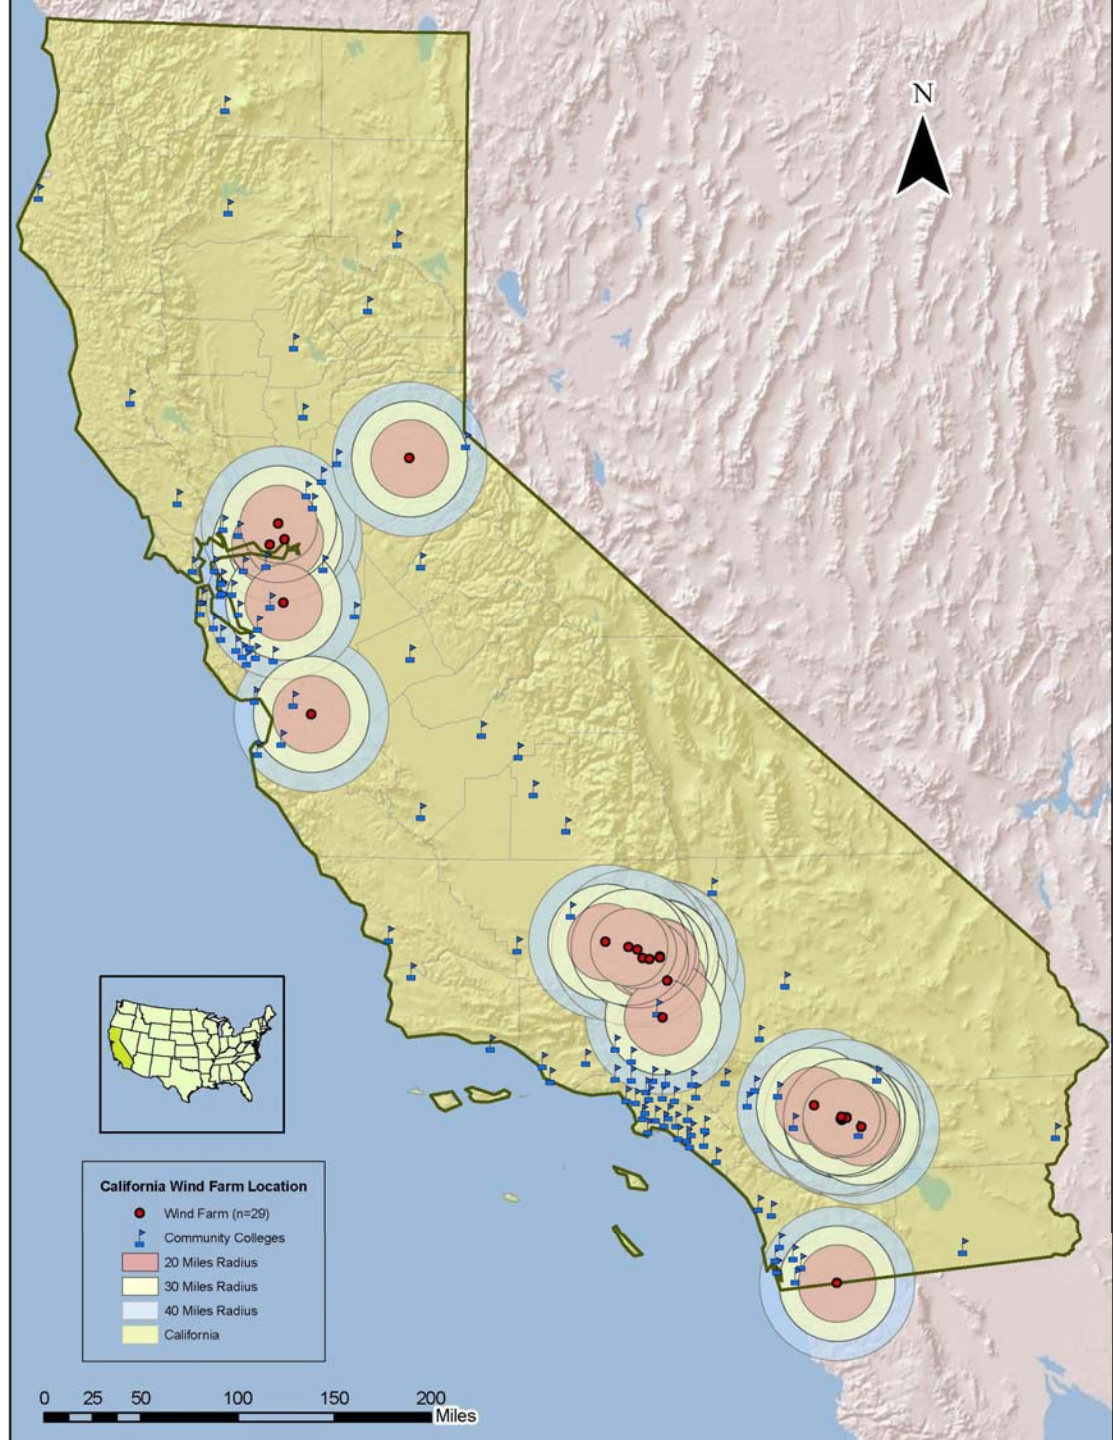 N
California Wind Farm Location
Wind Farm (n=29)
Community Colleges
20 Miles Radius
30 Miles Radius
40 Miles Radius
California
0 25 50 100 150 200
Miles